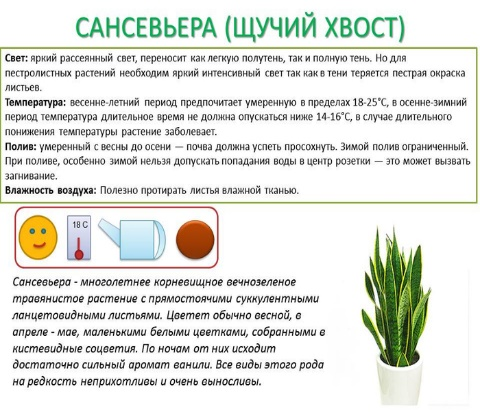 САНСЕВЬЕРА (ЩУЧИЙ ХВОСТ)
Свет: яркий рассеянный свет, переносит как легкую полутень, так и полную тень. Но для
пестролистных растений необходим яркий интенсивный свет так как в тени теряется пестрая окраска
листьев.
Температура: весенне-летний период предпочитает умеренную в пределах 18-25°С, в осенне-зимний
период температура длительное время не должна опускаться ниже 14-16°С, в случае длительного
понижения температуры растение заболевает.
Полив: умеренный с весны до осени — почва должна успеть просохнуть. Зимой полив ограниченный.
При поливе, особенно зимой нельзя допускать попадания воды в центр розетки — это может вызвать
загнивание.
Влажность воздуха: Полезно протирать листья влажной тканью.
18 С
Сансевьера - многолетнее корневищное вечнозеленое
травянистое растение с прямостоячими суккулентными
ланцетовидными листьями. Цветет обычно весной, в
апреле - мае, маленькими белыми цветками, собранными в
кистевидные соцветия. По ночам от них исходит
достаточно сильный аромат ванили. Все виды этого рода
на редкость неприхотливы и очень выносливы.